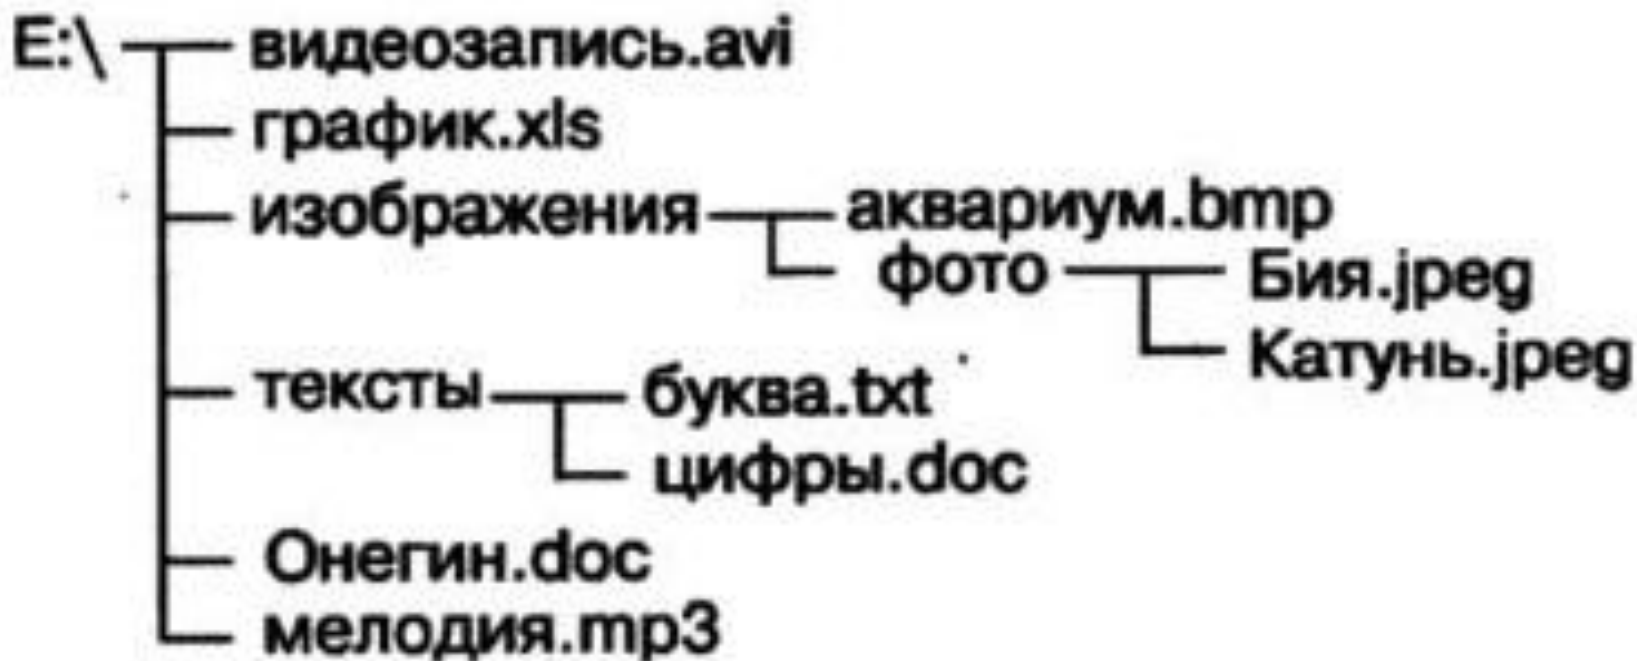 E:\ видеозапись.avi
график.xls
изображения аквариум.bmp
фото Бия.jpeg
Катунь.jpeg
тексты буква.txt
цифры.doc
Онегин.doc
мелодия.mp3